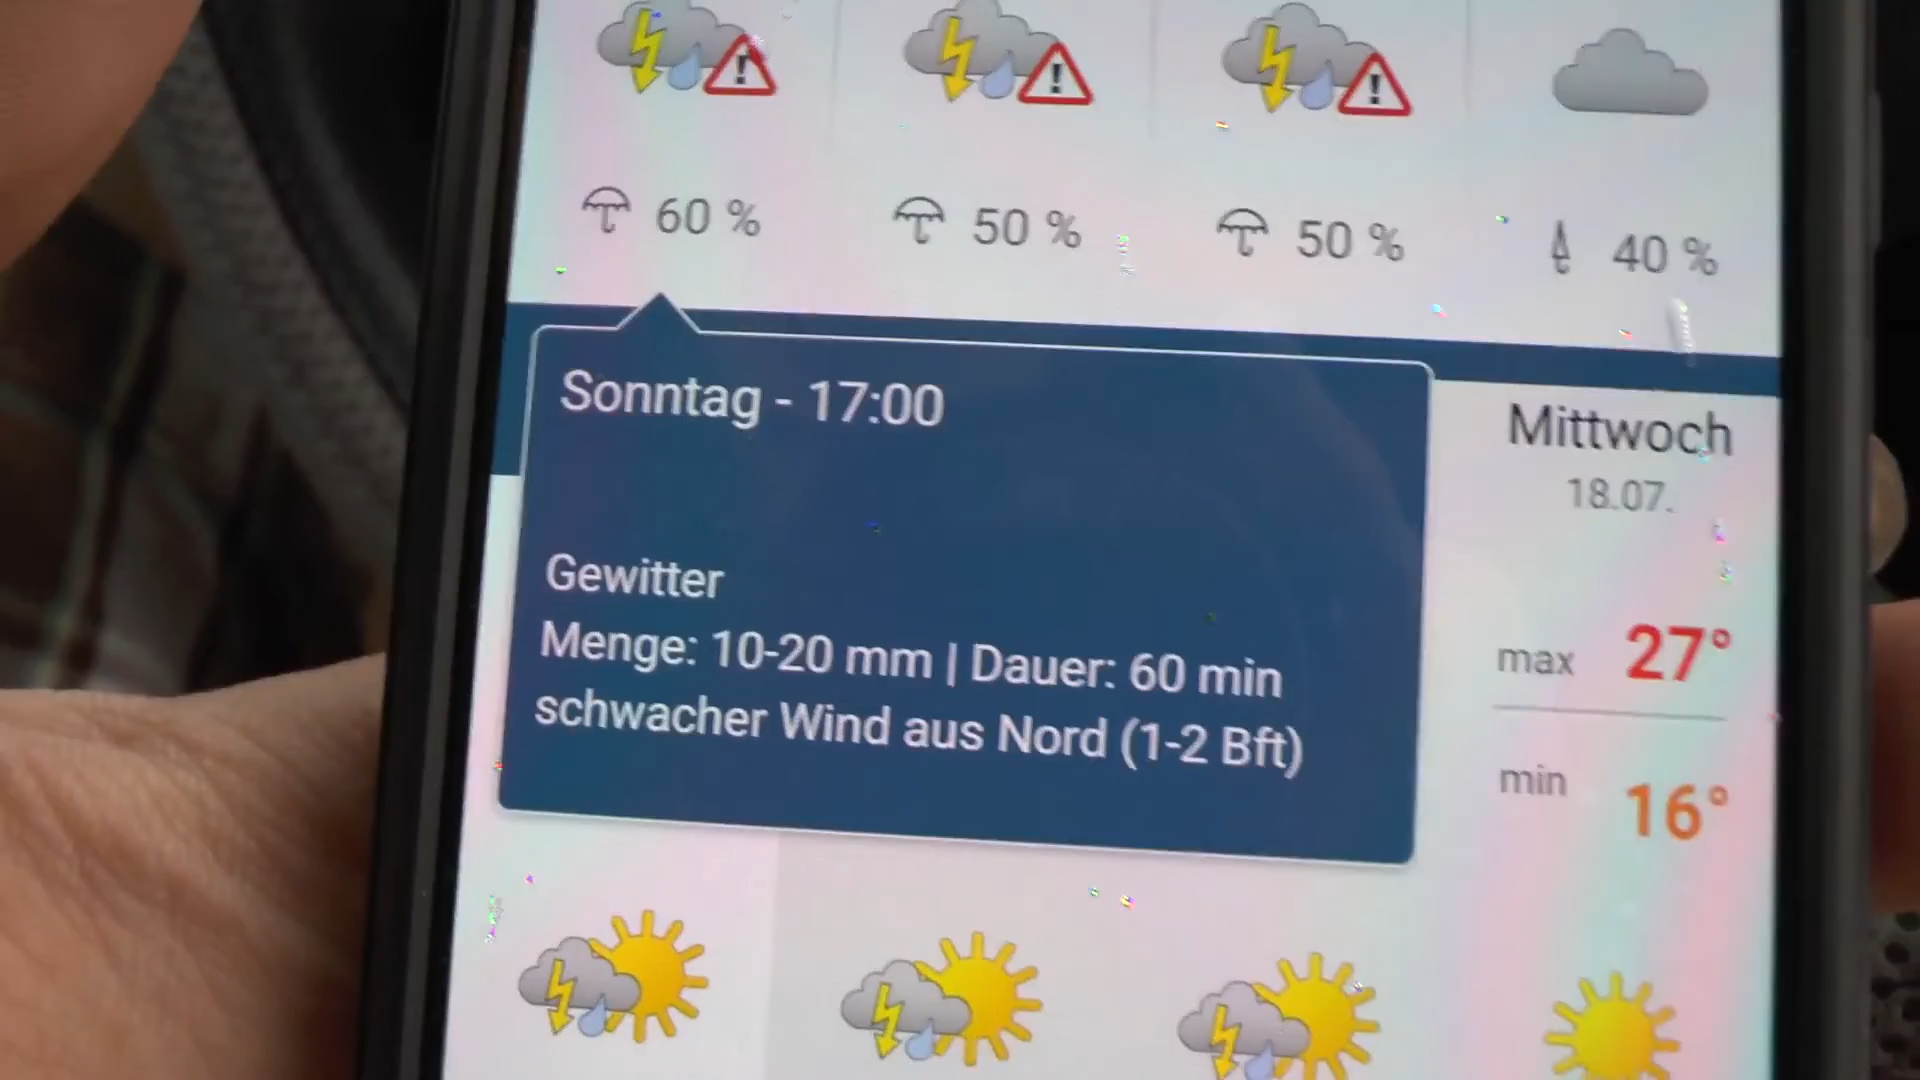 60 % 50 % 50 % 40 %
Sonntag - 17:00
Gewitter
Menge: 10-20 mm | Dauer: 60 min
schwacher Wind aus Nord (1-2 Bft)
Mittwoch
18.07.
max 27°
min 16°